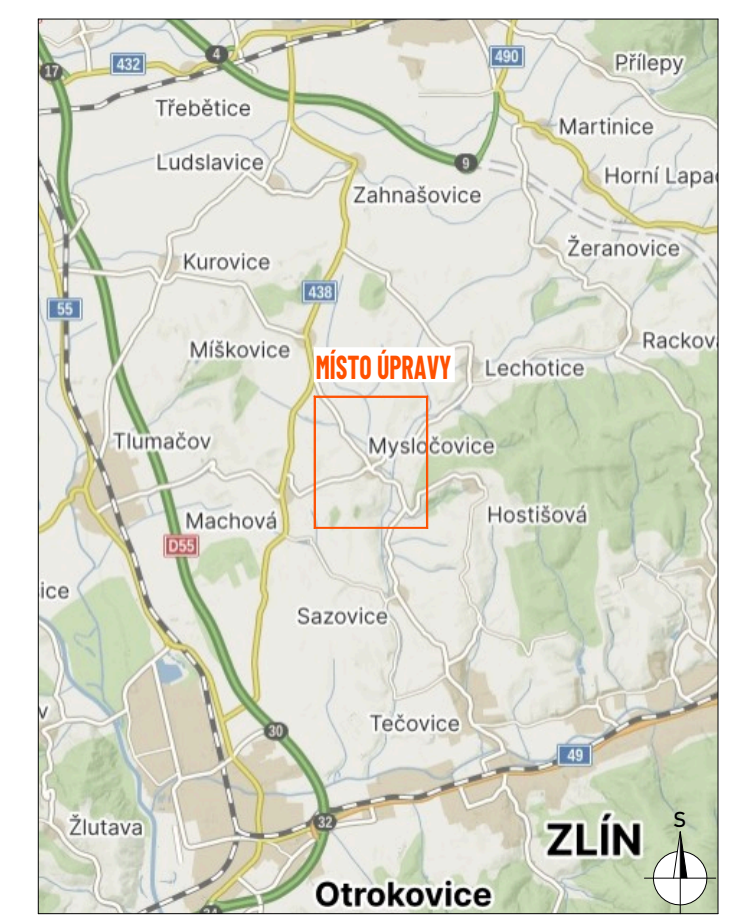 490
4
432
Přílepy
17
Třebětice
Martinice
Ludslavice
9
Horní Lapa
Zahnašovice
Žeranovice
Kurovice
438
55
Rackov
Míškovice
MÍSTO ÚPRAVY
Lechotice
Tlumačov
Mysločovice
Machová
Hostišová
D55
ice
Sazovice
v
Tečovice
30
49
32
Žlutava
S
ZLÍN
Otrokovice